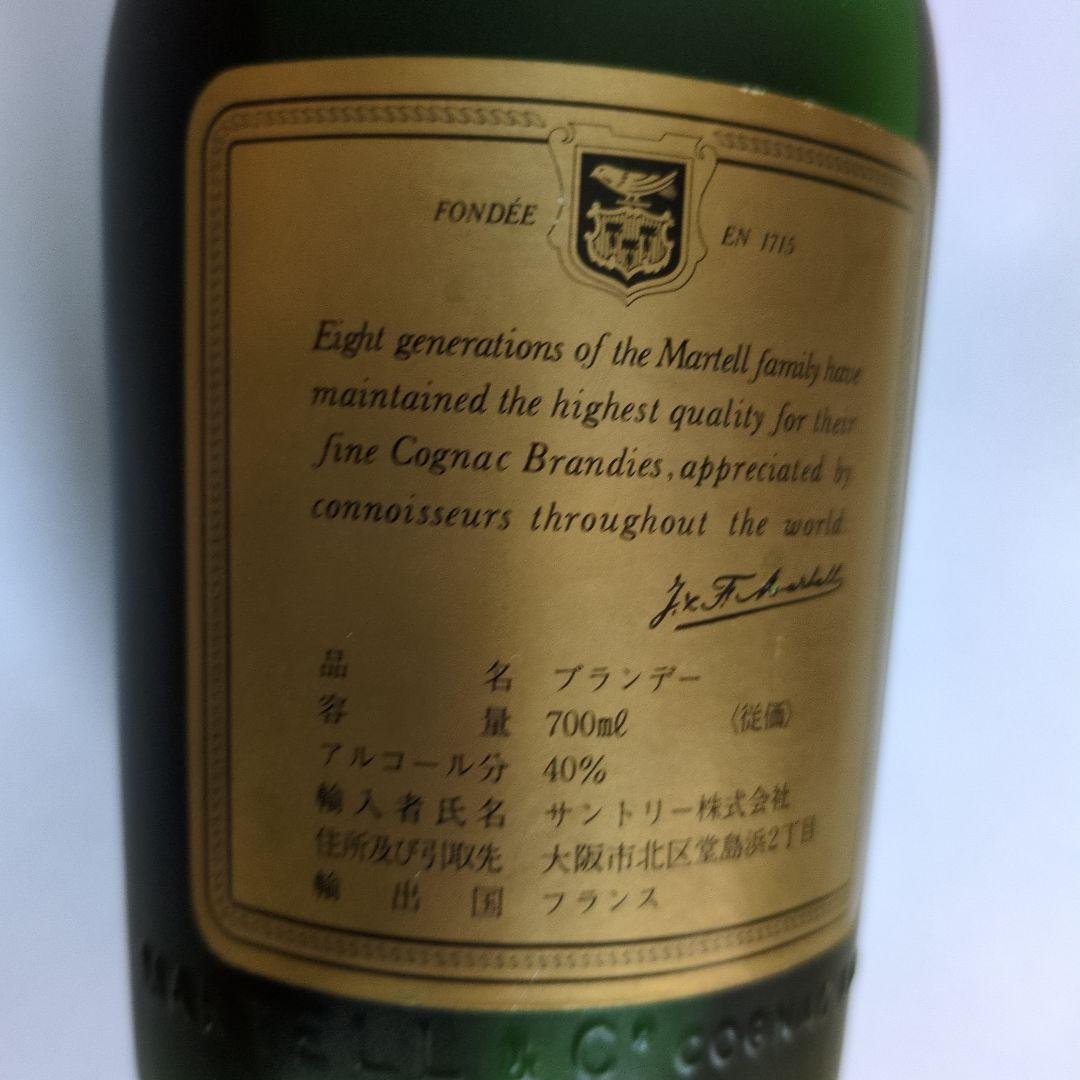 FONDÉE EN 1715
Eight generations of the Martell family have
maintained the highest quality for their
fine Cognac Brandies, appreciated by
connoisseurs throughout the world.
J. & F. Martell
品名 ブランデー
容量 700mℓ (従価)
アルコール分 40%
輸入者氏名 サントリー株式会社
住所及び引取先 大阪市北区堂島浜2丁目
輸出国 フランス
MARTELL & Co COGNAC